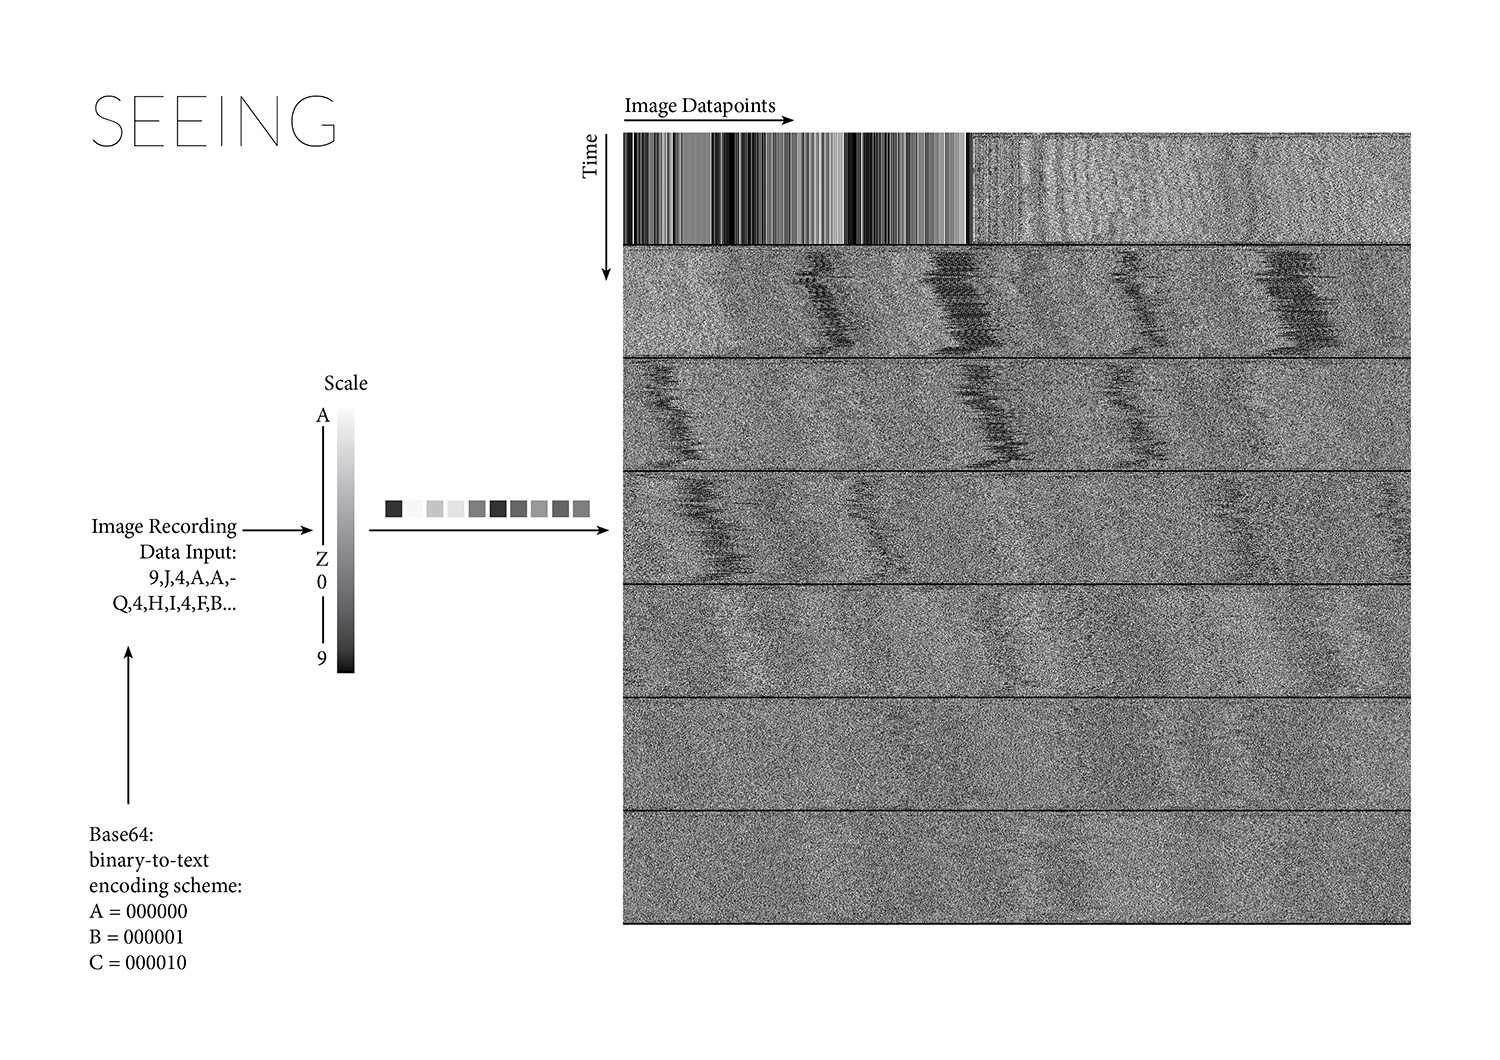 SEEING
Image Datapoints
Time
Scale
A
Z
0
9
Image Recording
Data Input:
9,J,4,A,A,-
Q,4,H,I,4,F,B...
Base64:
binary-to-text
encoding scheme:
A = 000000
B = 000001
C = 000010